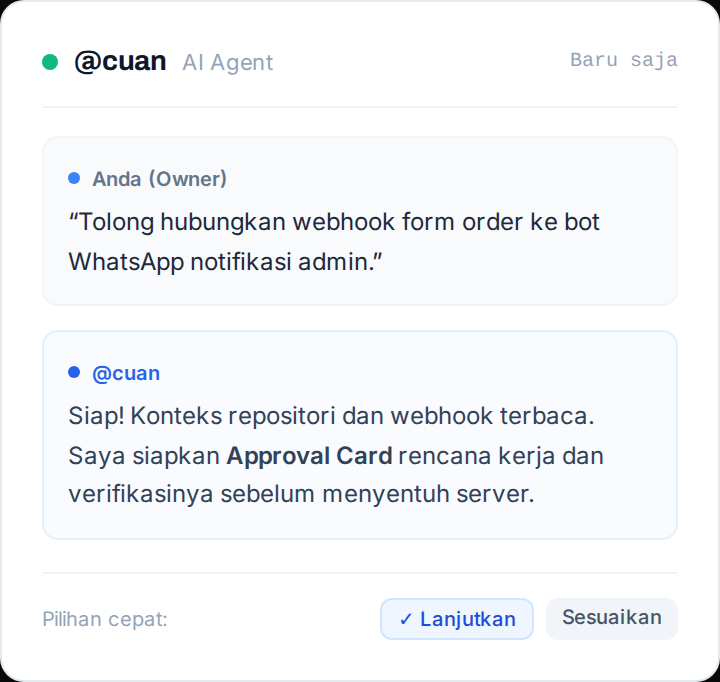 @cuan AI Agent Baru saja
Anda (Owner)
“Tolong hubungkan webhook form order ke bot
WhatsApp notifikasi admin.”
@cuan
Siap! Konteks repositori dan webhook terbaca.
Saya siapkan Approval Card rencana kerja dan
verifikasinya sebelum menyentuh server.
Pilihan cepat: ✓ Lanjutkan Sesuaikan